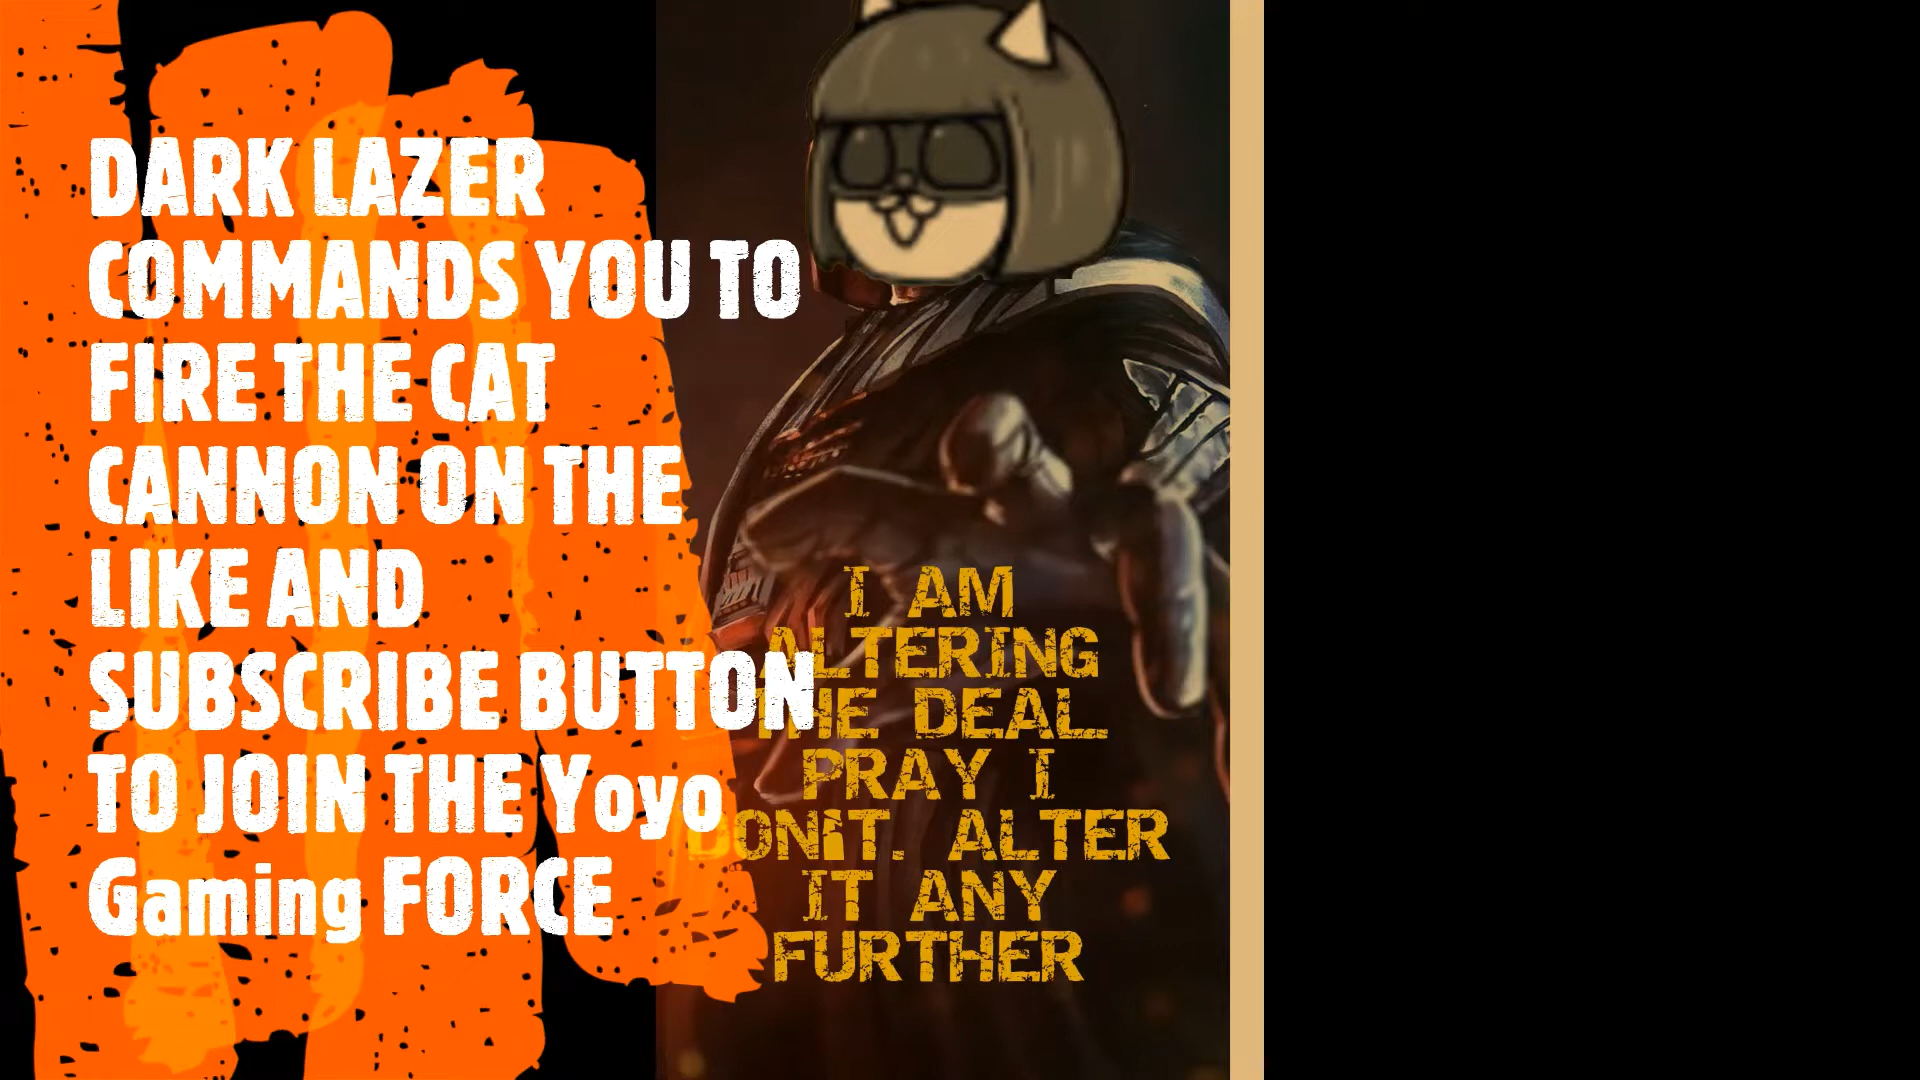 DARK LAZER
COMMANDS YOU TO
FIRE THE CAT
CANNON ON THE
LIKE AND
SUBSCRIBE BUTTON
TO JOIN THE Yoyo
Gaming FORCE
I AM
ALTERING
THE DEAL.
PRAY I
DON'T. ALTER
IT ANY
FURTHER